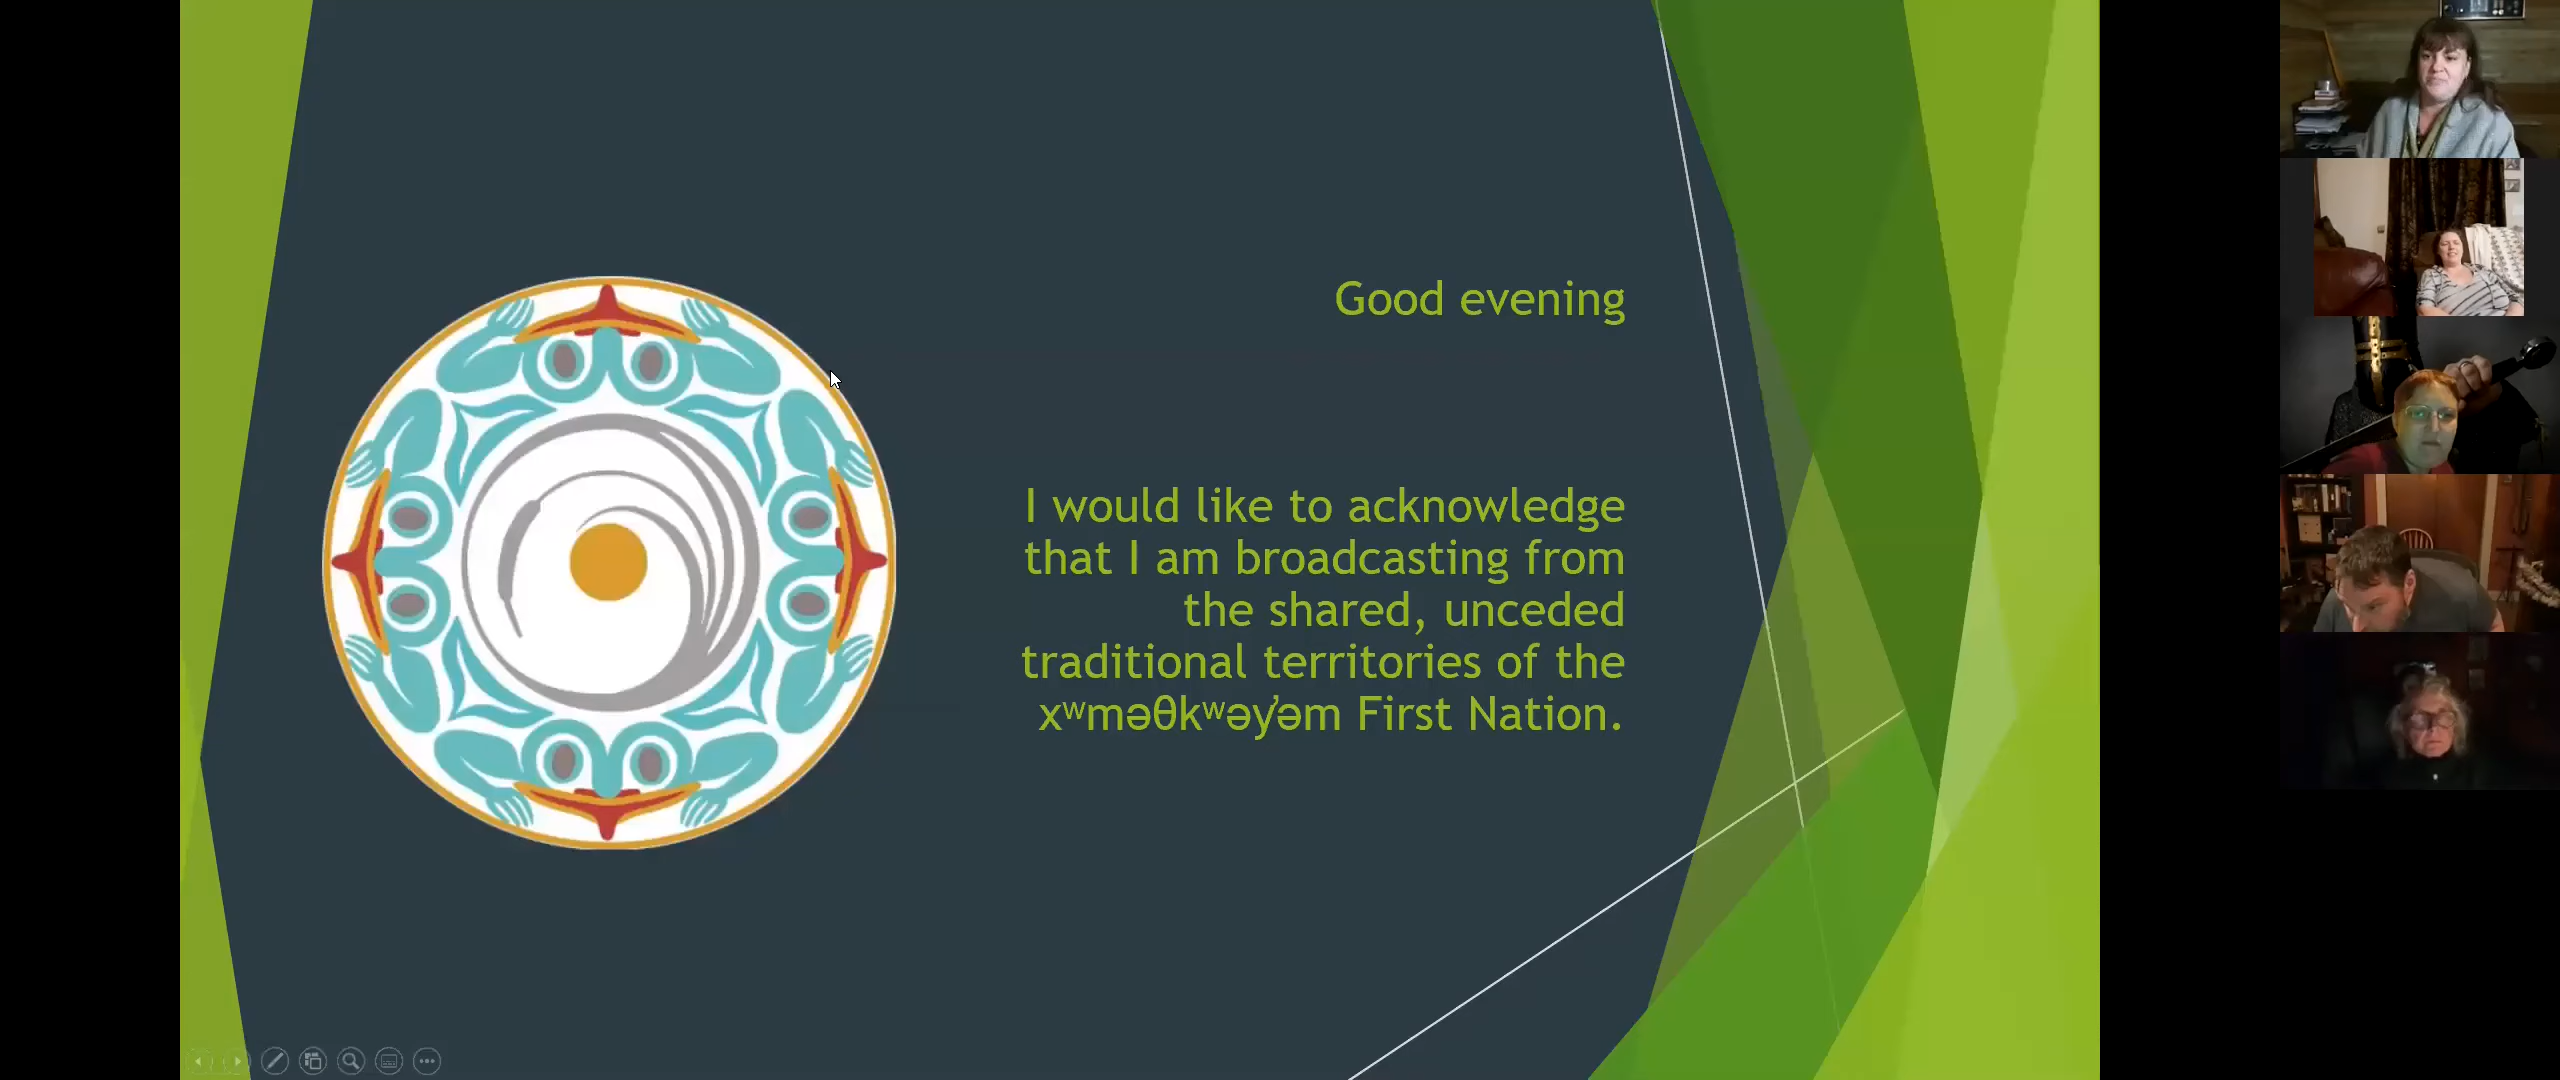 Good evening
I would like to acknowledge
that I am broadcasting from
the shared, unceded
traditional territories of the
xʷməθkʷəy̓əm First Nation.